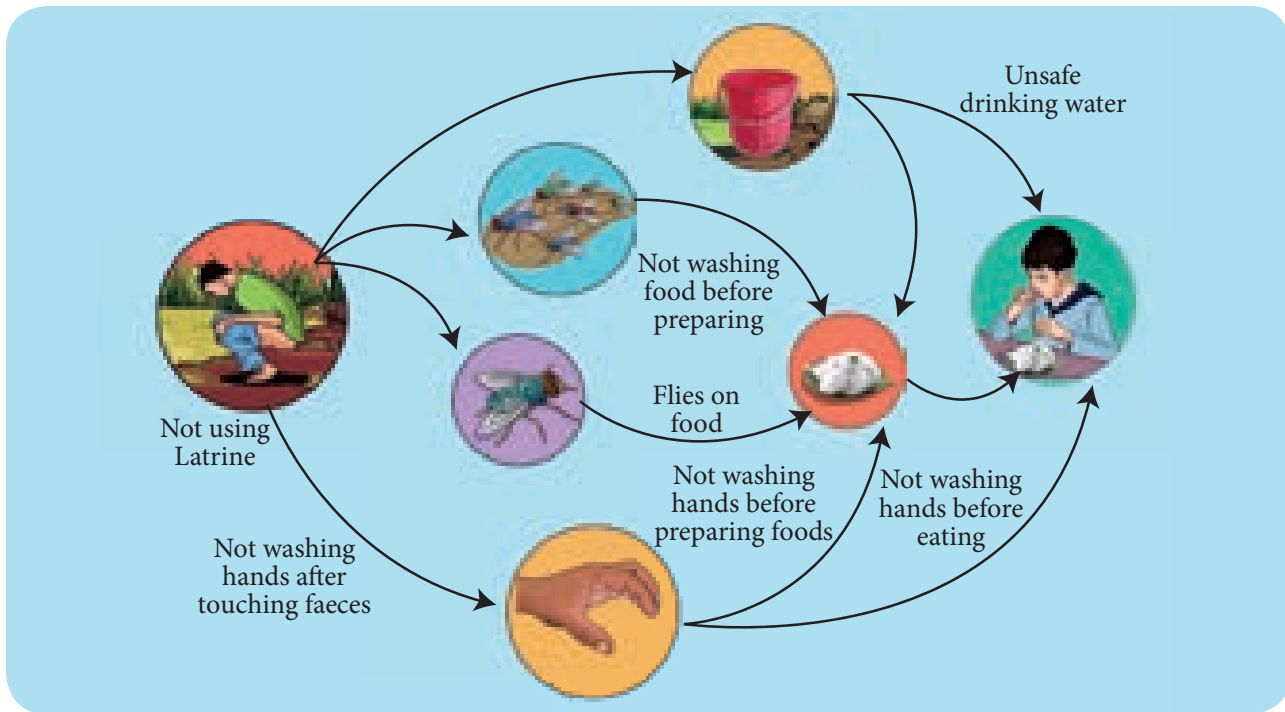 Unsafe
drinking water
Not washing
food before
preparing
Flies on
food
Not using
Latrine
Not washing
hands before
preparing foods
Not washing
hands before
eating
Not washing
hands after
touching faeces